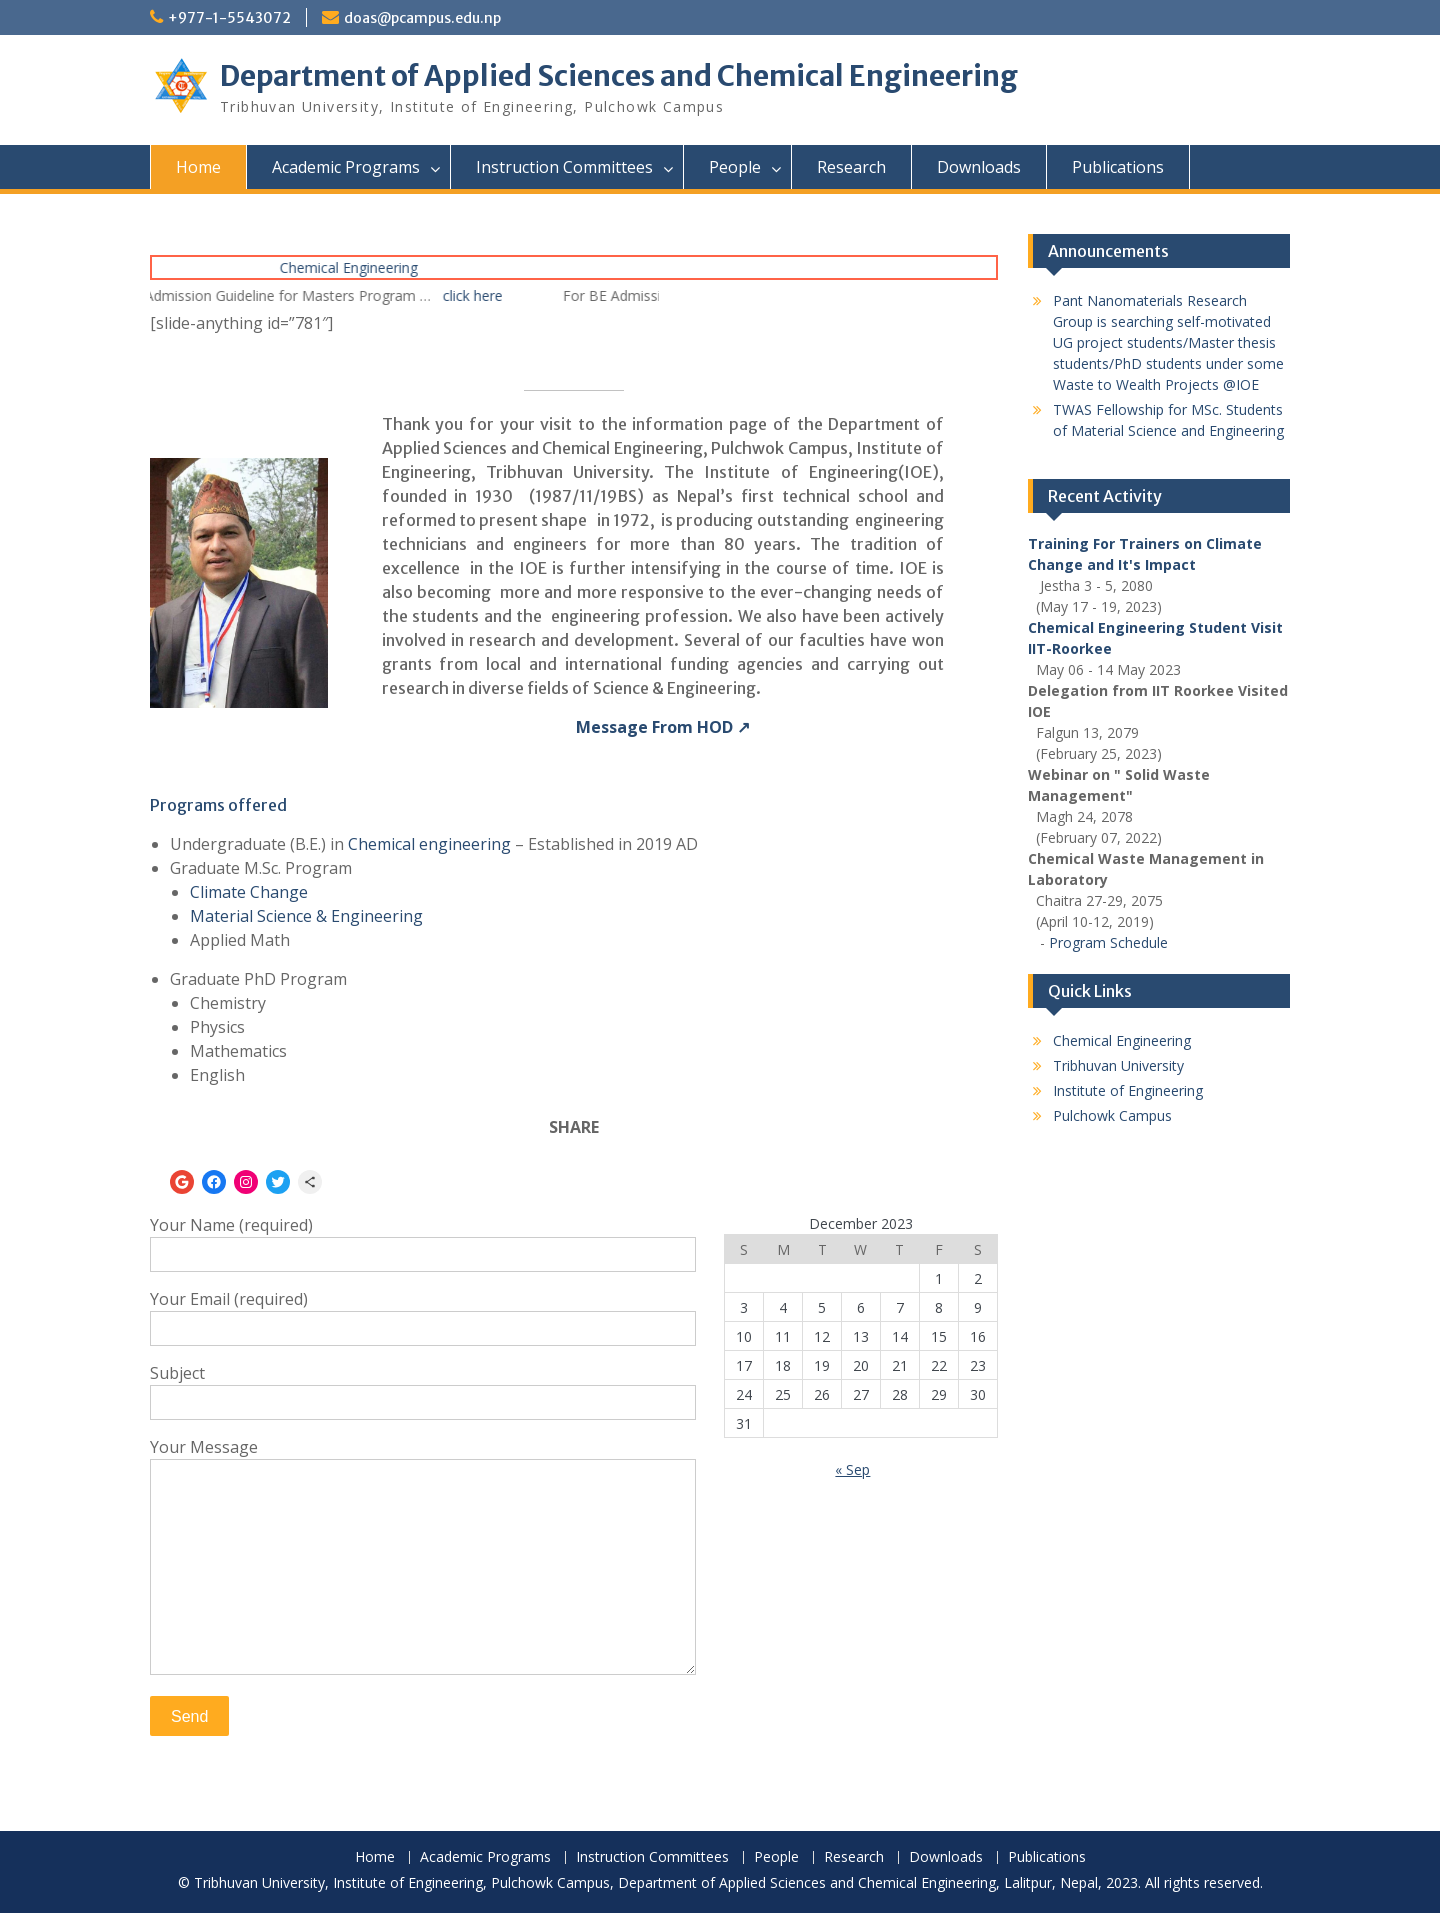 +977-1-5543072
doas@pcampus.edu.np
Department of Applied Sciences and Chemical Engineering
Tribhuvan University, Institute of Engineering, Pulchowk Campus
Home
Academic Programs
Instruction Committees
People
Research
Downloads
Publications
Chemical Engineering
Admission Guideline for Masters Program ... click here For BE Admissi
[slide-anything id=”781″]
Thank you for your visit to the information page of the Department of
Applied Sciences and Chemical Engineering, Pulchwok Campus, Institute of
Engineering, Tribhuvan University. The Institute of Engineering(IOE),
founded in 1930 (1987/11/19BS) as Nepal’s first technical school and
reformed to present shape in 1972, is producing outstanding engineering
technicians and engineers for more than 80 years. The tradition of
excellence in the IOE is further intensifying in the course of time. IOE is
also becoming more and more responsive to the ever-changing needs of
the students and the engineering profession. We also have been actively
involved in research and development. Several of our faculties have won
grants from local and international funding agencies and carrying out
research in diverse fields of Science & Engineering.
Message From HOD ↗
Programs offered
Undergraduate (B.E.) in Chemical engineering – Established in 2019 AD
Graduate M.Sc. Program
Climate Change
Material Science & Engineering
Applied Math
Graduate PhD Program
Chemistry
Physics
Mathematics
English
SHARE
Your Name (required)
Your Email (required)
Subject
Your Message
Send
December 2023
S M T W T F S
1 2
3 4 5 6 7 8 9
10 11 12 13 14 15 16
17 18 19 20 21 22 23
24 25 26 27 28 29 30
31
« Sep
Announcements
Pant Nanomaterials Research
Group is searching self-motivated
UG project students/Master thesis
students/PhD students under some
Waste to Wealth Projects @IOE
TWAS Fellowship for MSc. Students
of Material Science and Engineering
Recent Activity
Training For Trainers on Climate
Change and It's Impact
Jestha 3 - 5, 2080
(May 17 - 19, 2023)
Chemical Engineering Student Visit
IIT-Roorkee
May 06 - 14 May 2023
Delegation from IIT Roorkee Visited
IOE
Falgun 13, 2079
(February 25, 2023)
Webinar on " Solid Waste
Management"
Magh 24, 2078
(February 07, 2022)
Chemical Waste Management in
Laboratory
Chaitra 27-29, 2075
(April 10-12, 2019)
- Program Schedule
Quick Links
Chemical Engineering
Tribhuvan University
Institute of Engineering
Pulchowk Campus
Home | Academic Programs | Instruction Committees | People | Research | Downloads | Publications
© Tribhuvan University, Institute of Engineering, Pulchowk Campus, Department of Applied Sciences and Chemical Engineering, Lalitpur, Nepal, 2023. All rights reserved.